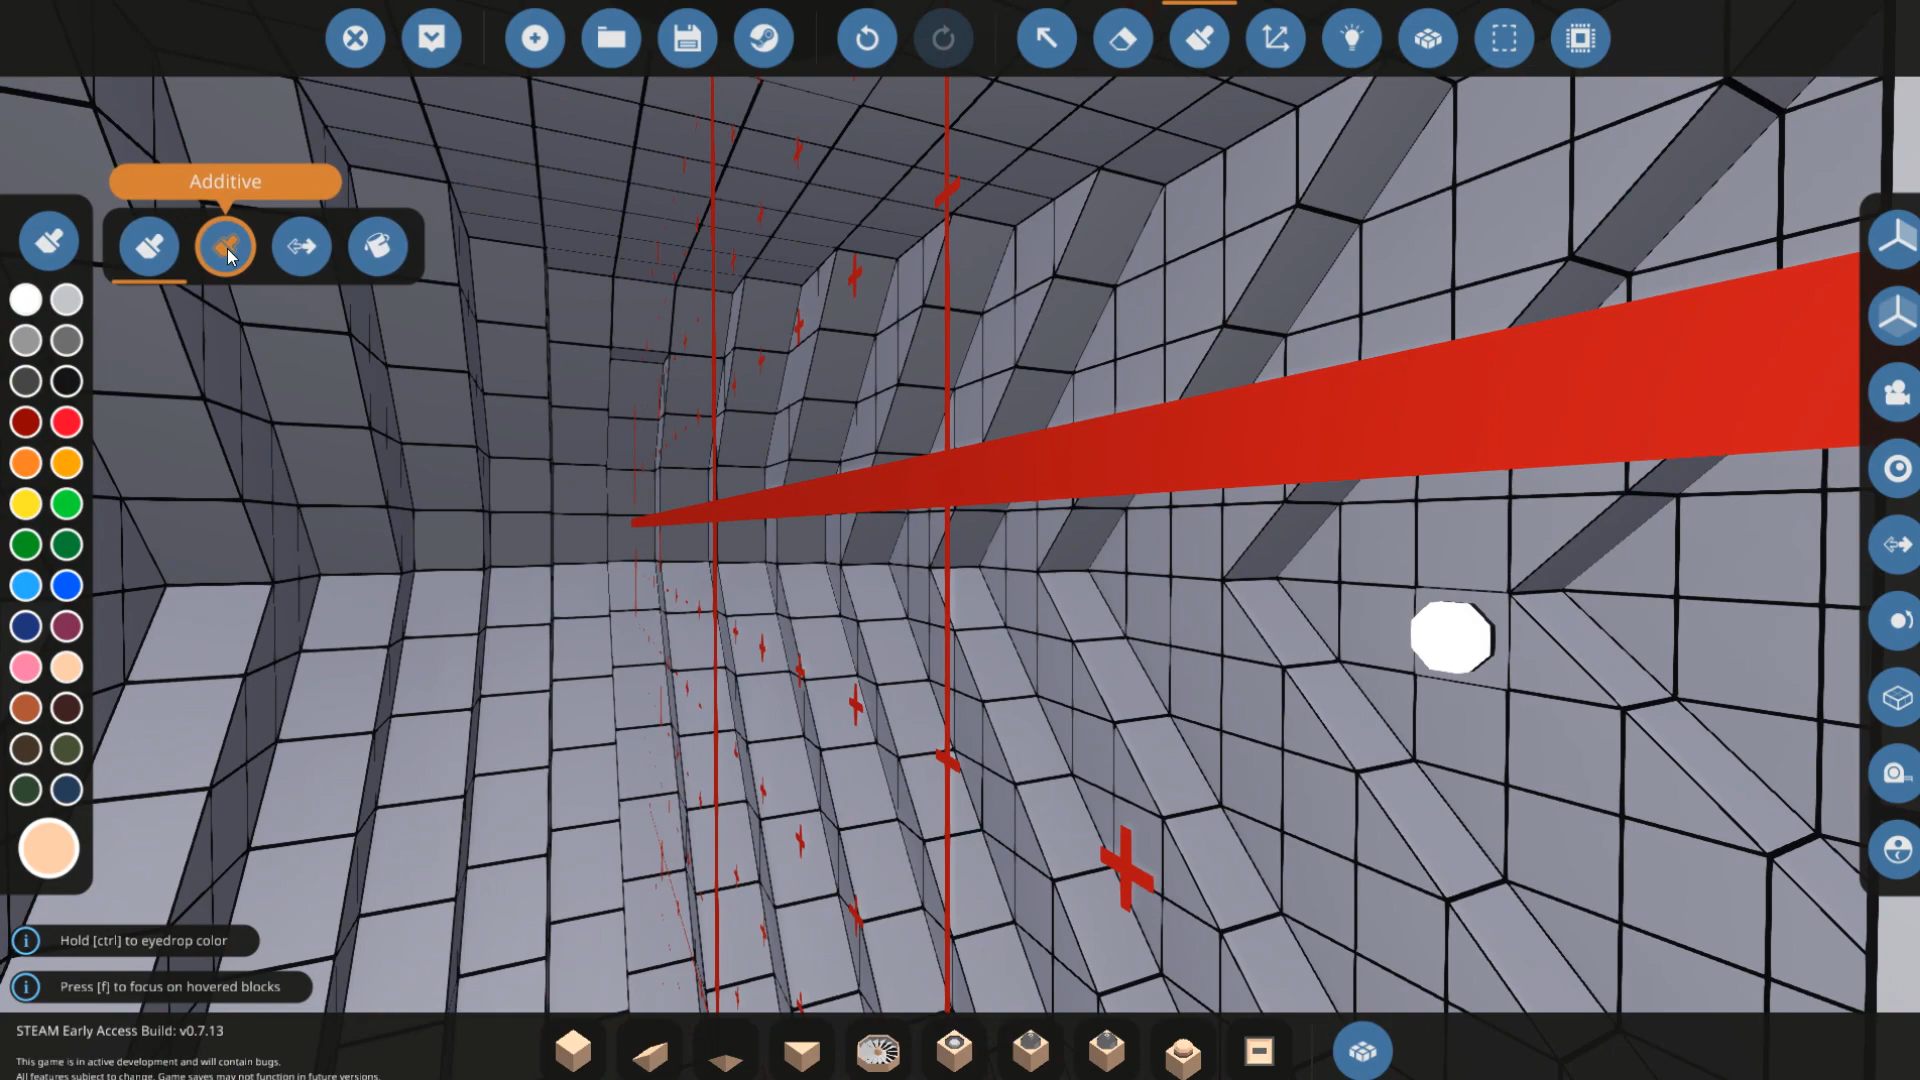 Additive
Hold [ctrl] to eyedrop color
Press [f] to focus on hovered blocks
STEAM Early Access Build: v0.7.13
This game is in active development and will contain bugs.
All features subject to change. Game saves may not function in future versions.